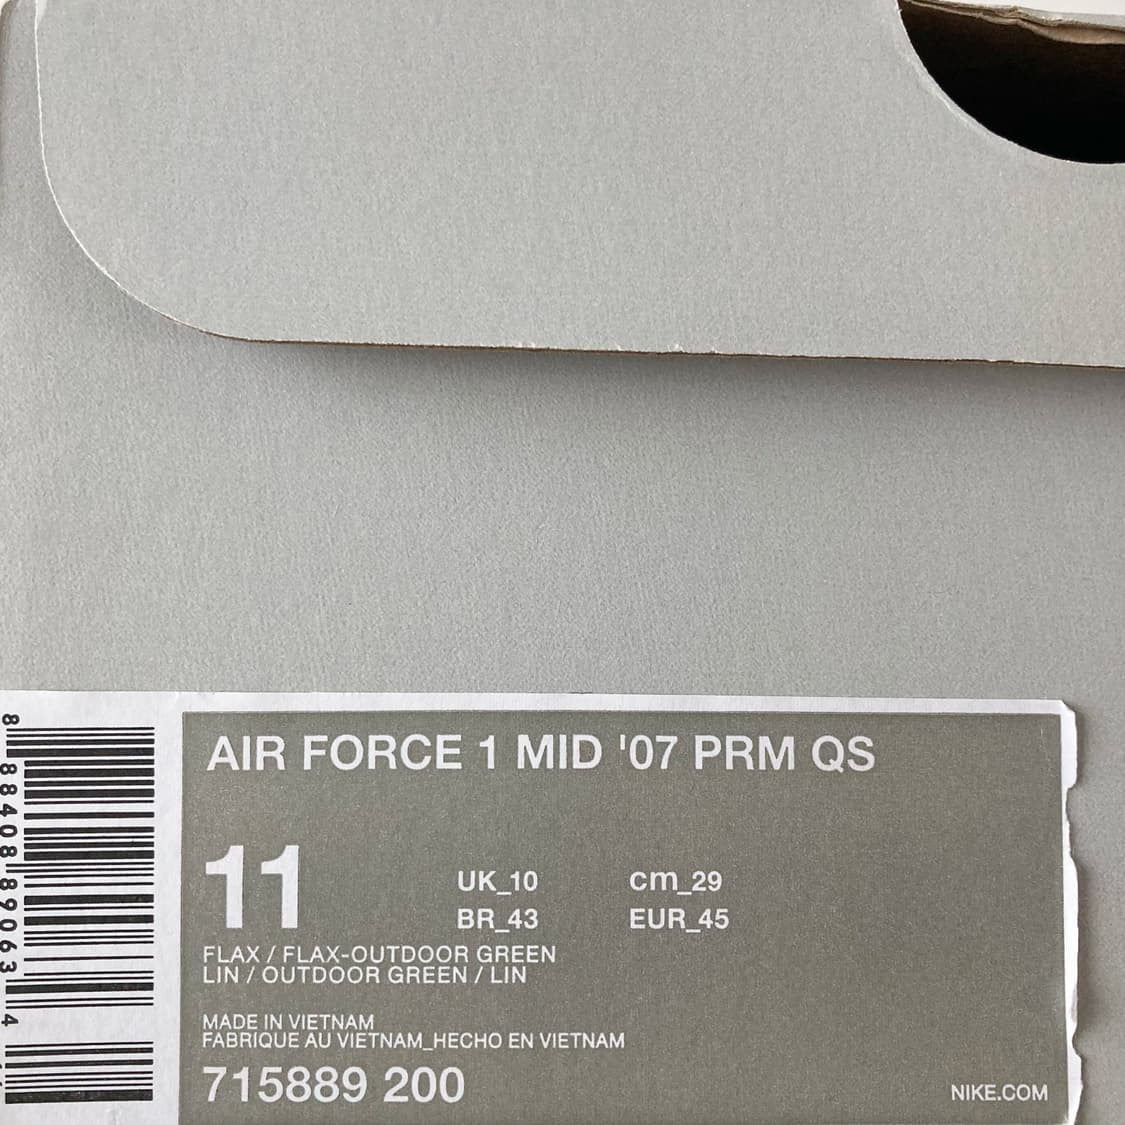 AIR FORCE 1 MID '07 PRM QS
11
UK_10 cm_29
BR_43 EUR_45
FLAX / FLAX-OUTDOOR GREEN
LIN / OUTDOOR GREEN / LIN
MADE IN VIETNAM
FABRIQUE AU VIETNAM_HECHO EN VIETNAM
715889 200
NIKE.COM
8 88408 89063 4